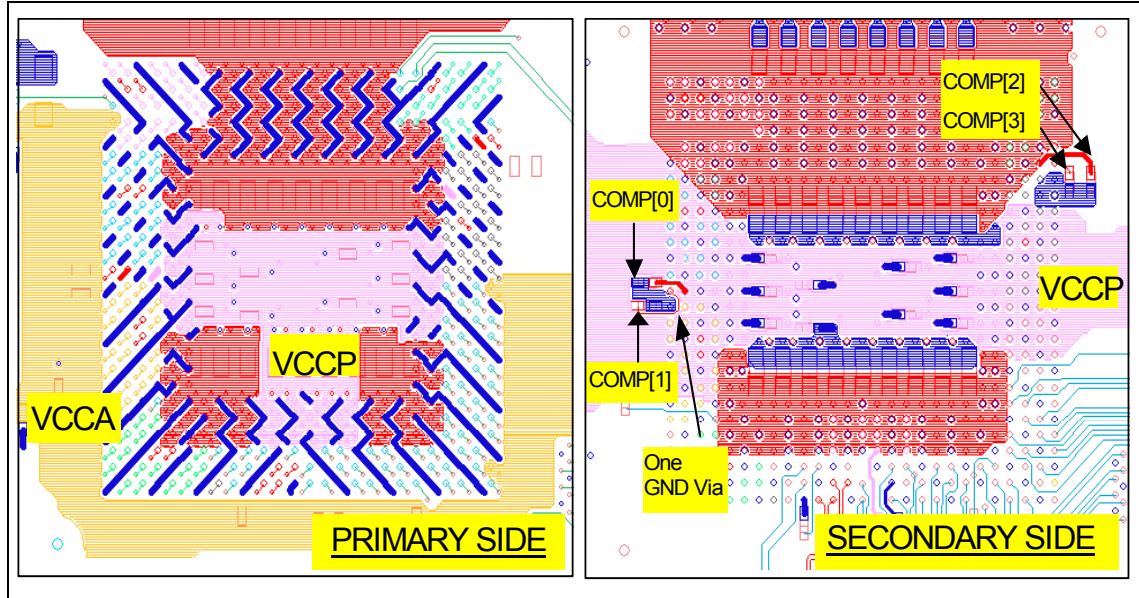 VCCP
VCCA
PRIMARY SIDE
COMP[2]
COMP[3]
COMP[0]
VCCP
COMP[1]
One
GND Via
SECONDARY SIDE